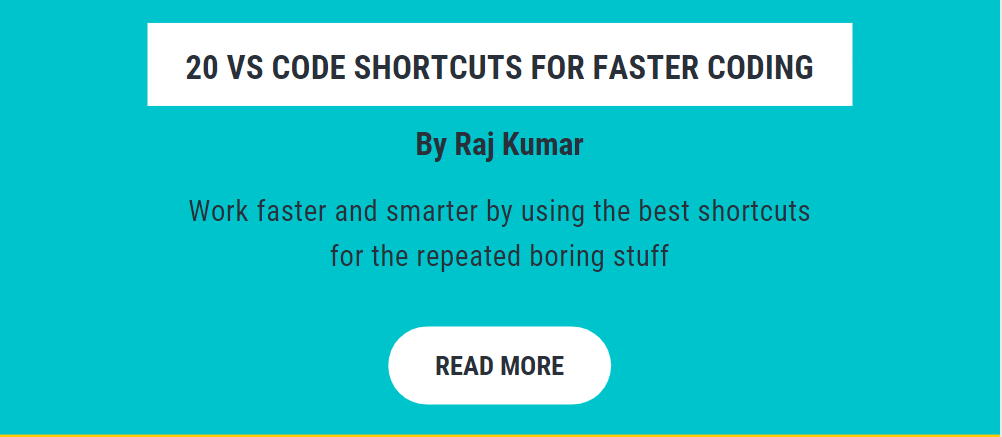 20 VS CODE SHORTCUTS FOR FASTER CODING
By Raj Kumar
Work faster and smarter by using the best shortcuts
for the repeated boring stuff
READ MORE